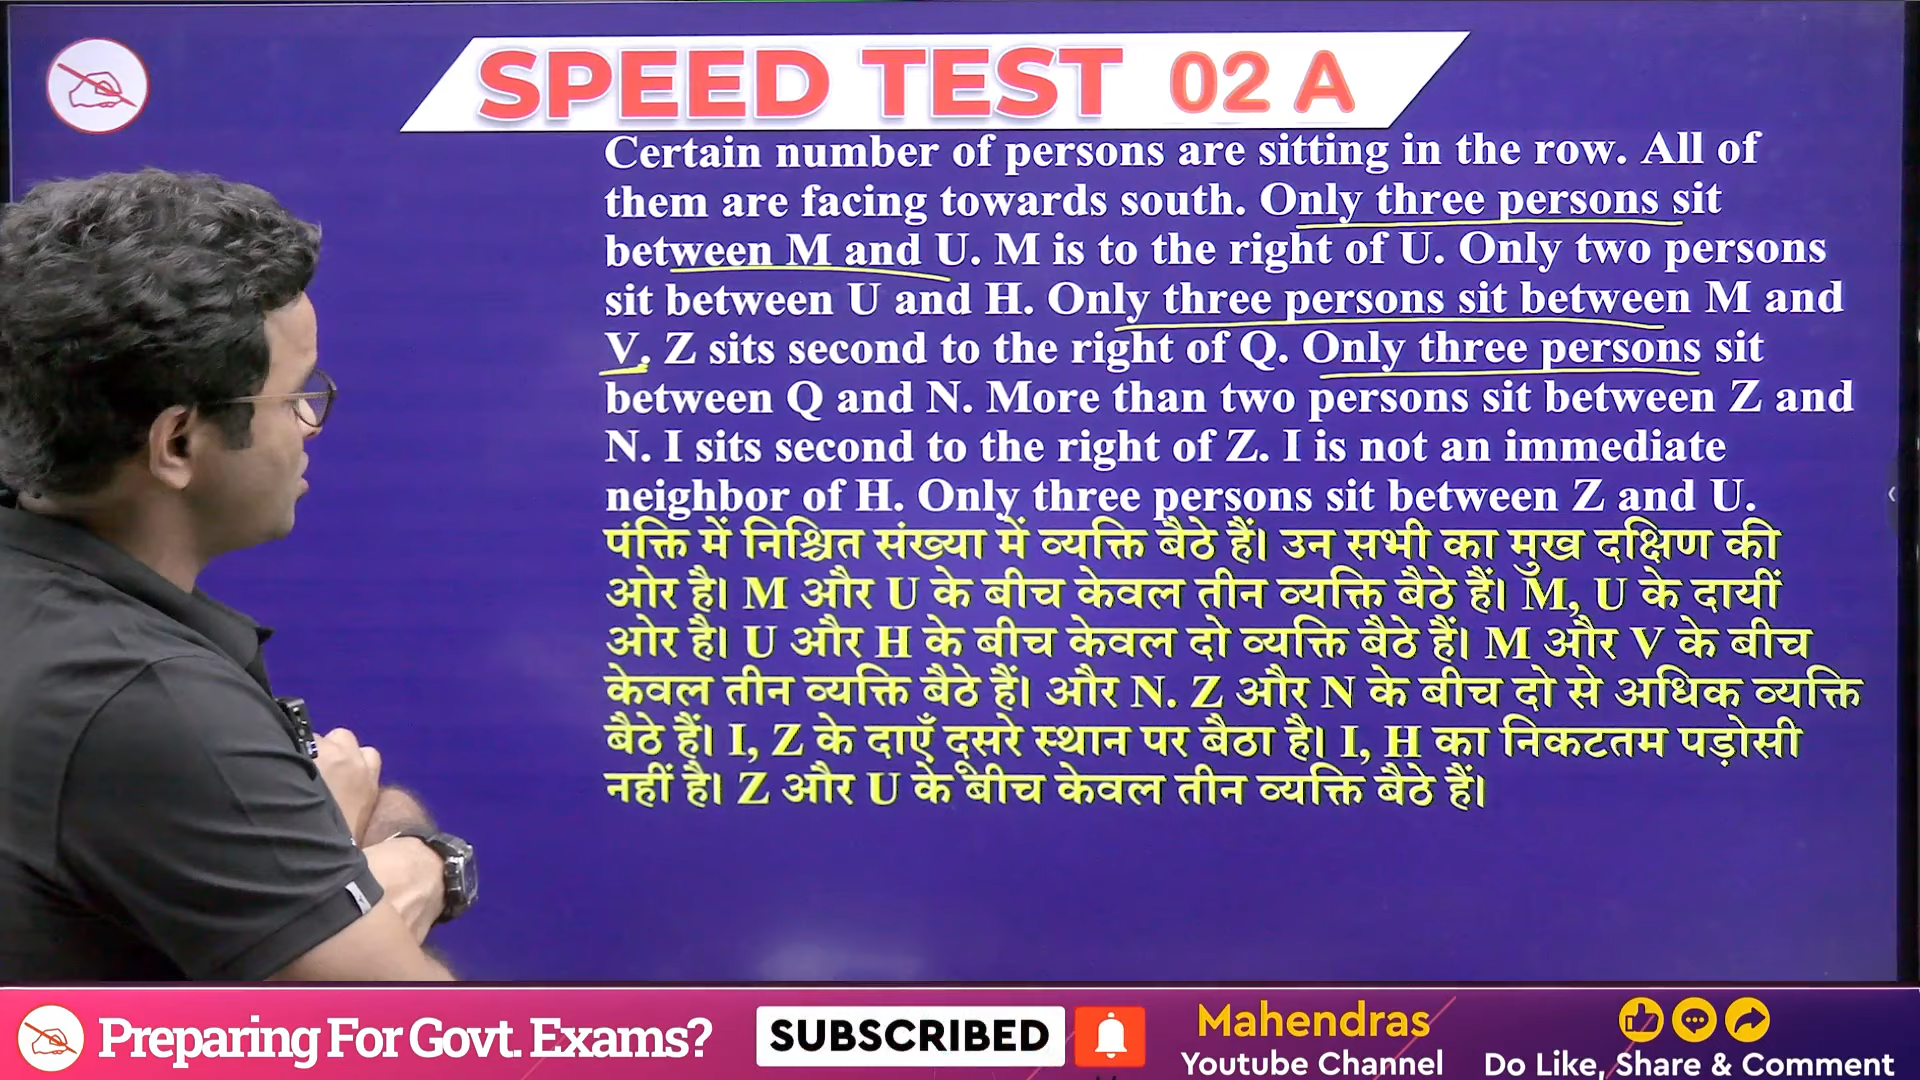 SPEED TEST 02 A
Certain number of persons are sitting in the row. All of
them are facing towards south. Only three persons sit
between M and U. M is to the right of U. Only two persons
sit between U and H. Only three persons sit between M and
V. Z sits second to the right of Q. Only three persons sit
between Q and N. More than two persons sit between Z and
N. I sits second to the right of Z. I is not an immediate
neighbor of H. Only three persons sit between Z and U.
पंक्ति में निश्चित संख्या में व्यक्ति बैठे हैं। उन सभी का मुख दक्षिण की
ओर है। M और U के बीच केवल तीन व्यक्ति बैठे हैं। M, U के दायीं
ओर है। U और H के बीच केवल दो व्यक्ति बैठे हैं। M और V के बीच
केवल तीन व्यक्ति बैठे हैं। और N. Z और N के बीच दो से अधिक व्यक्ति
बैठे हैं। I, Z के दाएँ दूसरे स्थान पर बैठा है। I, H का निकटतम पड़ोसी
नहीं है। Z और U के बीच केवल तीन व्यक्ति बैठे हैं।
Preparing For Govt. Exams?
SUBSCRIBED
Mahendras
Youtube Channel
Do Like, Share & Comment